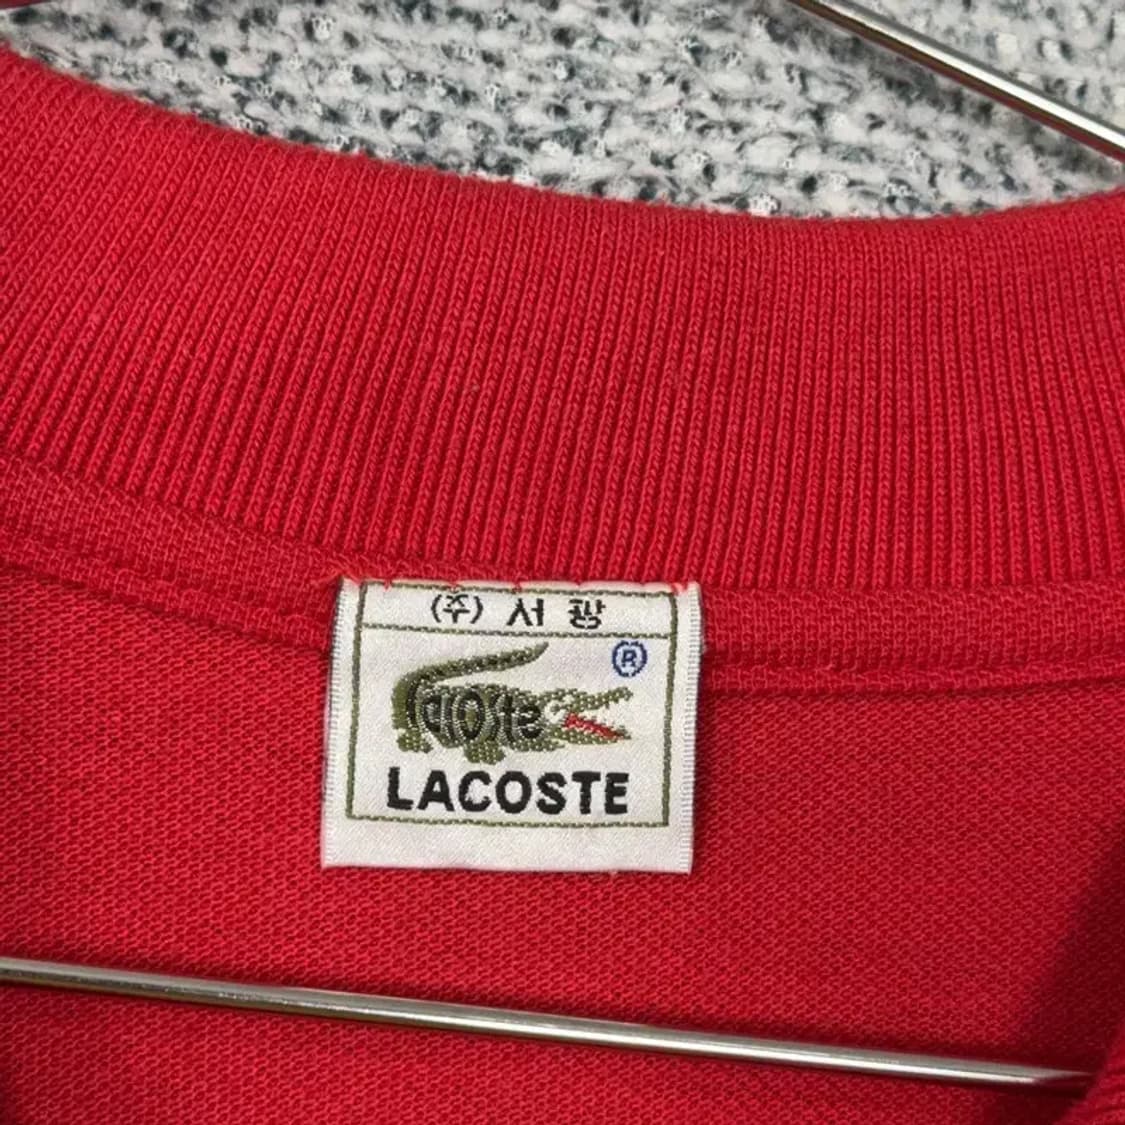 (주) 서 광
®
Lacoste
LACOSTE